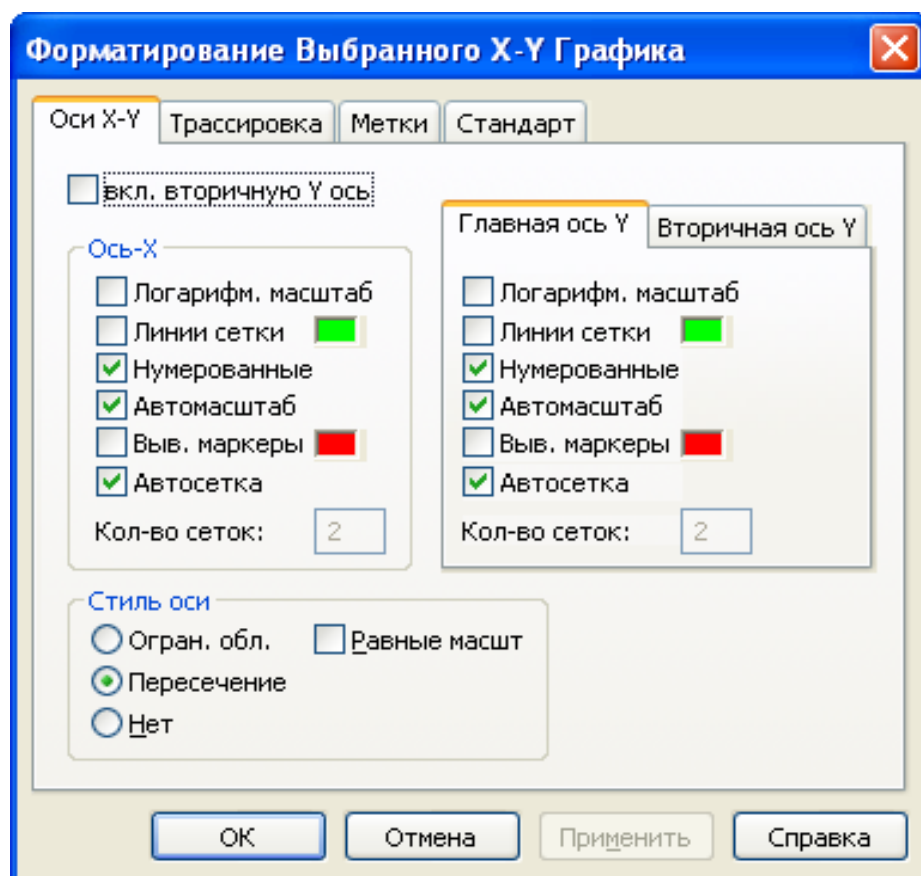 Форматирование Выбранного X-Y Графика
Оси X-Y
Трассировка
Метки
Стандарт
вкл. вторичную Y ось
Ось-X
Логарифм. масштаб
Линии сетки
Нумерованные
Автомасштаб
Выв. маркеры
Автосетка
Кол-во сеток: 2
Главная ось Y
Вторичная ось Y
Логарифм. масштаб
Линии сетки
Нумерованные
Автомасштаб
Выв. маркеры
Автосетка
Кол-во сеток: 2
Стиль оси
Огран. обл.
Равные масшт
Пересечение
Нет
ОК
Отмена
Применить
Справка